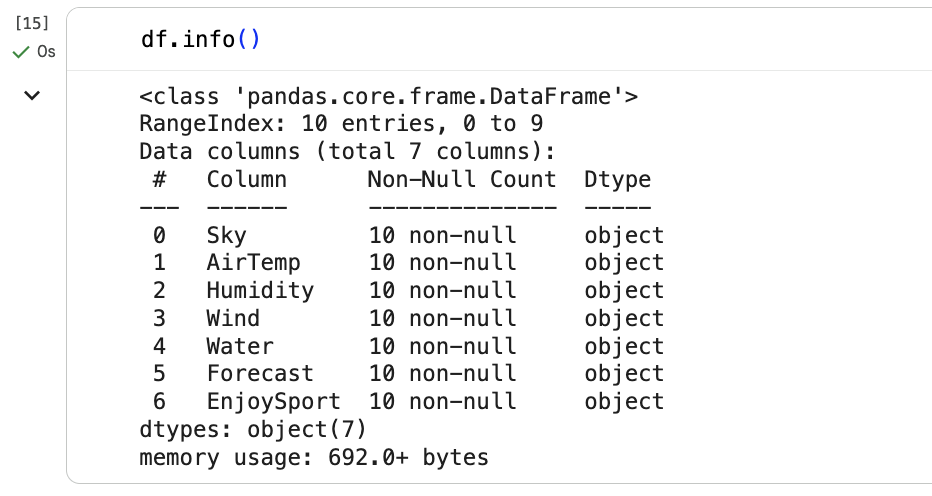 [15]
0s
df.info()
<class 'pandas.core.frame.DataFrame'>
RangeIndex: 10 entries, 0 to 9
Data columns (total 7 columns):
 #   Column      Non-Null Count  Dtype
---  ------      --------------  -----
 0   Sky         10 non-null     object
 1   AirTemp     10 non-null     object
 2   Humidity    10 non-null     object
 3   Wind        10 non-null     object
 4   Water       10 non-null     object
 5   Forecast    10 non-null     object
 6   EnjoySport  10 non-null     object
dtypes: object(7)
memory usage: 692.0+ bytes